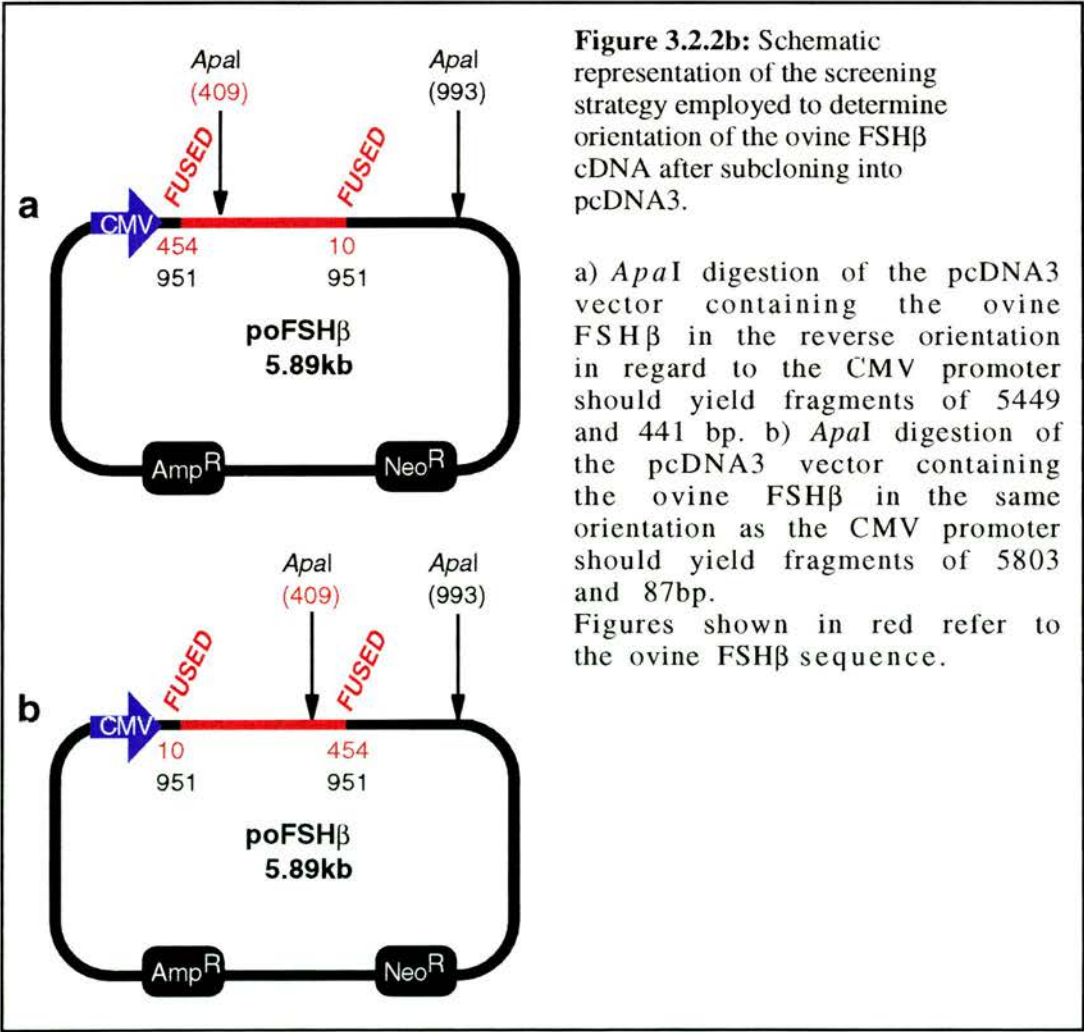 ApaI
(409)
ApaI
(993)
FUSED
FUSED
a
CMV
454
951
10
951
poFSHβ
5.89kb
AmpR
NeoR
ApaI
(409)
ApaI
(993)
FUSED
FUSED
b
CMV
10
951
454
951
poFSHβ
5.89kb
AmpR
NeoR
Figure 3.2.2b: Schematic
representation of the screening
strategy employed to determine
orientation of the ovine FSHβ
cDNA after subcloning into
pcDNA3.
a) ApaI digestion of the pcDNA3
vector containing the ovine
FSHβ in the reverse orientation
in regard to the CMV promoter
should yield fragments of 5449
and 441 bp. b) ApaI digestion of
the pcDNA3 vector containing
the ovine FSHβ in the same
orientation as the CMV promoter
should yield fragments of 5803
and 87bp.
Figures shown in red refer to
the ovine FSHβ sequence.